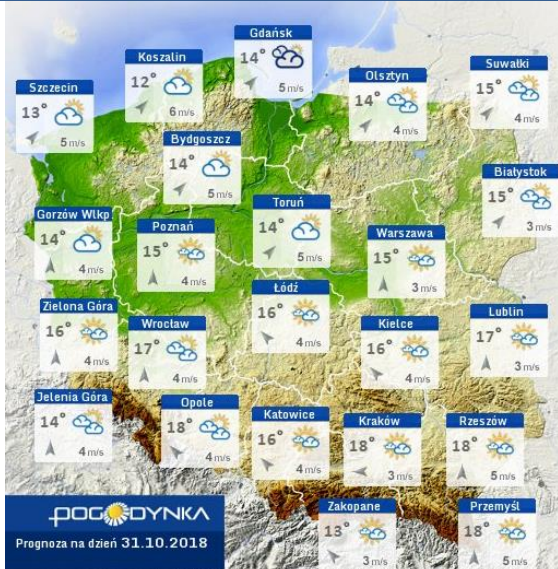 Gdańsk
14°
5 m/s
Koszalin
12°
6 m/s
Suwałki
15°
4 m/s
Olsztyn
14°
4 m/s
Szczecin
13°
5 m/s
Bydgoszcz
14°
5 m/s
Białystok
15°
3 m/s
Toruń
14°
5 m/s
Gorzów Wlkp
14°
4 m/s
Poznań
15°
4 m/s
Warszawa
15°
3 m/s
Łódź
16°
4 m/s
Zielona Góra
16°
4 m/s
Lublin
17°
3 m/s
Wrocław
17°
4 m/s
Kielce
16°
4 m/s
Jelenia Góra
14°
4 m/s
Opole
18°
4 m/s
Katowice
16°
4 m/s
Kraków
18°
3 m/s
Rzeszów
18°
5 m/s
Zakopane
13°
3 m/s
Przemyśl
18°
5 m/s
POGODYNKA
Prognoza na dzień 31.10.2018